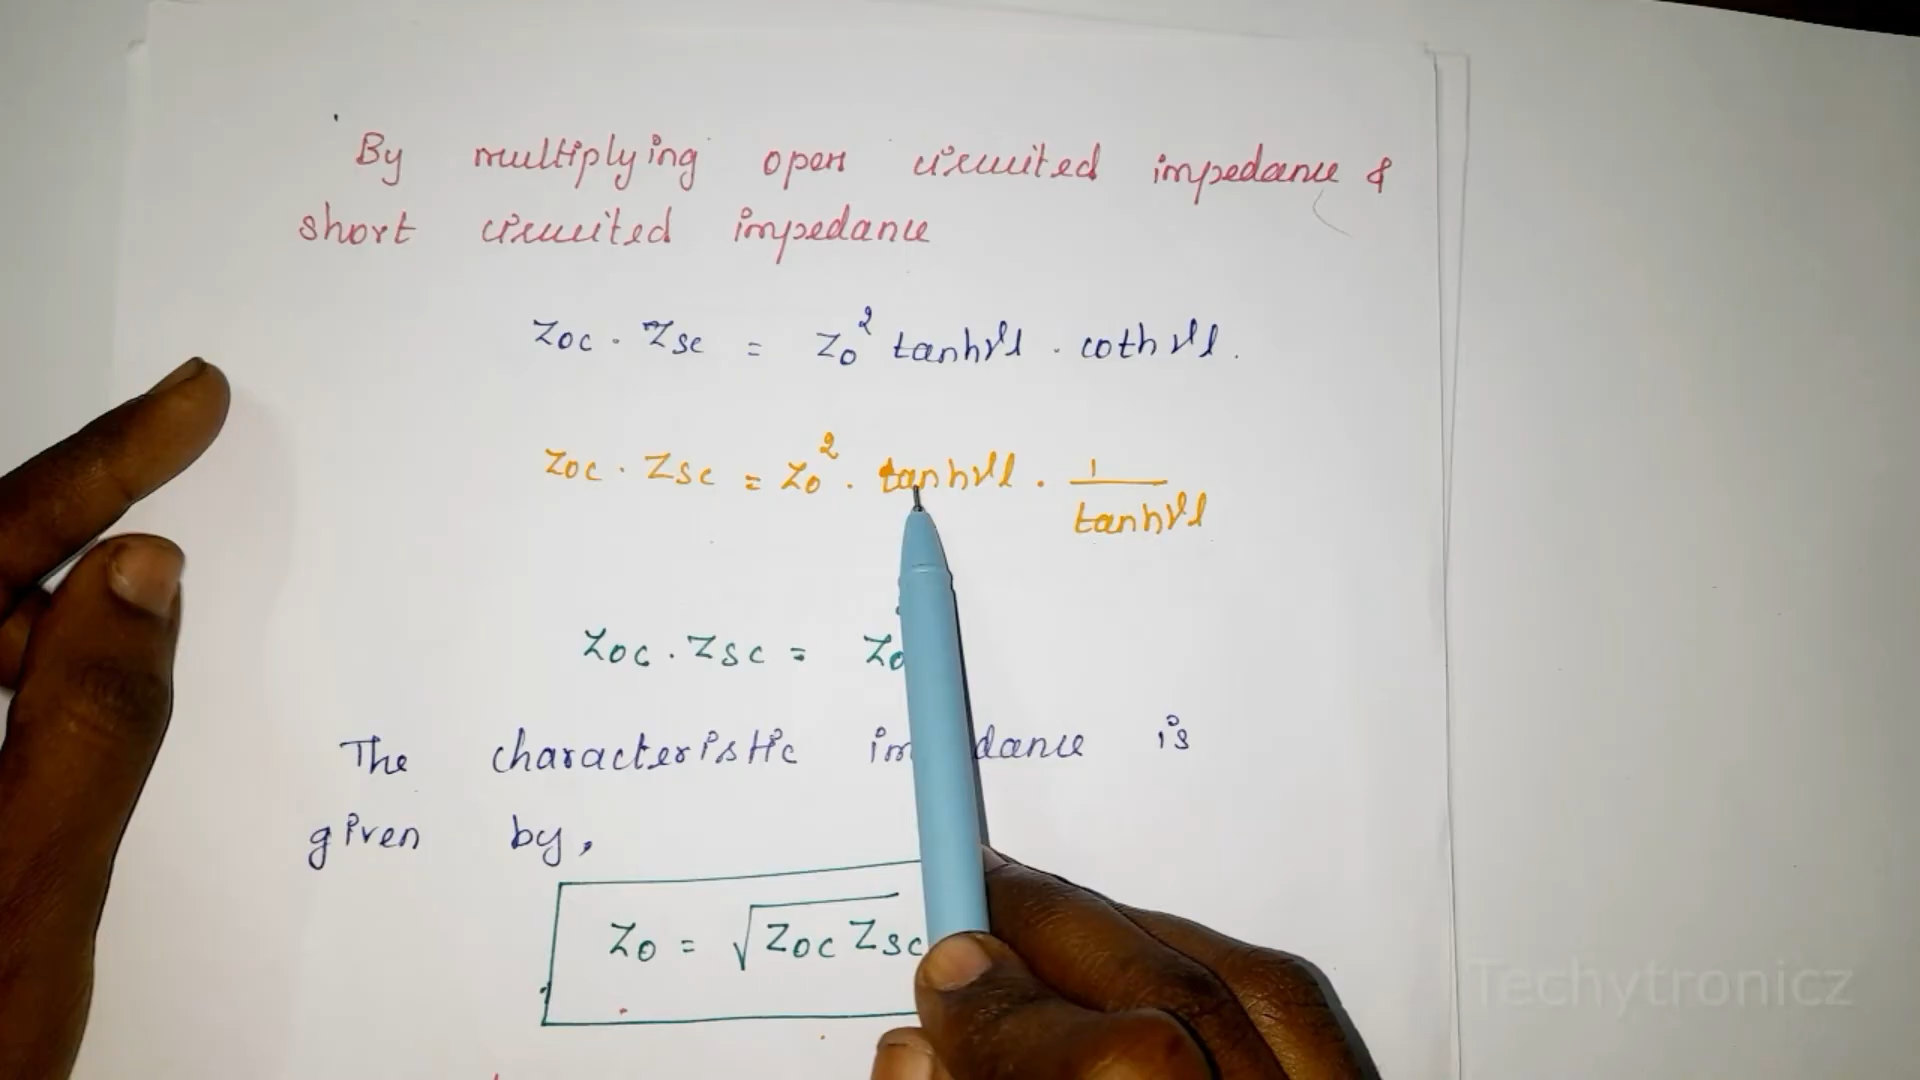 By multiplying open circuited impedance &
short circuited impedance
Zoc . Zsc = Z₀² tanhγl . cothγl.
Zoc . Zsc = Z₀² . tanhγl . 1/tanhγl
Zoc . Zsc = Z₀
The characteristic impedance is
given by,
Z₀ = √Zoc Zsc
Techytronicz